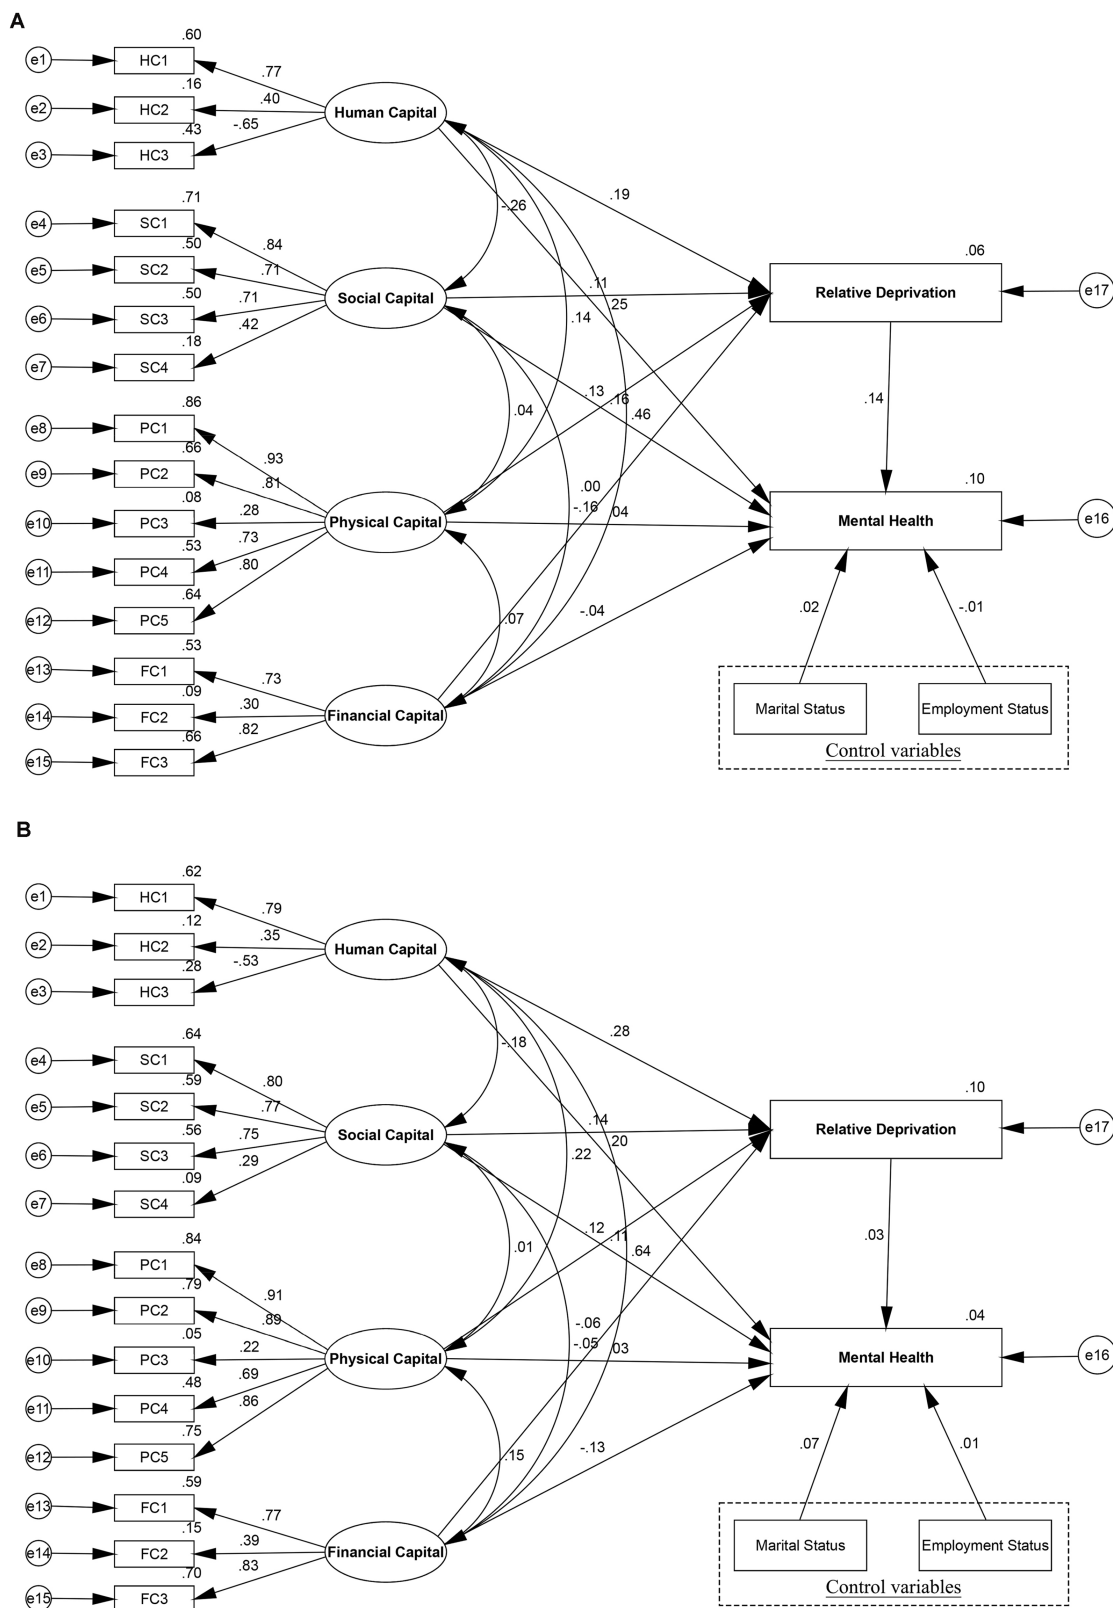 A
.60
e1 HC1
.77
.16
e2 HC2
.40
Human Capital
.43
-.65
e3 HC3
.71
.19
-.26
e4 SC1
.84
.50
e5 SC2
.71
.06
.50
Social Capital
.11
Relative Deprivation
e17
e6 SC3
.71
.25
.14
.42
.18
e7 SC4
.86
.04
.13
.16
.46
.14
e8 PC1
.93
.66
e9 PC2
.81
.10
.08
.28
.00
-.16
.04
e10 PC3
Physical Capital
Mental Health
e16
.53
.73
e11 PC4
.80
.64
.02
-.01
e12 PC5
.07
-.04
.53
e13 FC1
.73
.09
.30
e14 FC2
Financial Capital
Marital Status
Employment Status
.66
.82
e15 FC3
Control variables
B
.62
e1 HC1
.79
.12
e2 HC2
.35
Human Capital
.28
-.53
e3 HC3
.64
.28
-.18
e4 SC1
.80
.59
e5 SC2
.77
.10
.56
Social Capital
.14
Relative Deprivation
e17
e6 SC3
.75
.20
.22
.29
.09
e7 SC4
.84
.01
.12
.11
.64
.03
e8 PC1
.91
.79
e9 PC2
.89
.04
.05
.22
-.06
-.05
.03
e10 PC3
Physical Capital
Mental Health
e16
.48
.69
e11 PC4
.86
.75
.07
.01
e12 PC5
.15
-.13
.59
e13 FC1
.77
.15
.39
e14 FC2
Financial Capital
Marital Status
Employment Status
.70
.83
e15 FC3
Control variables